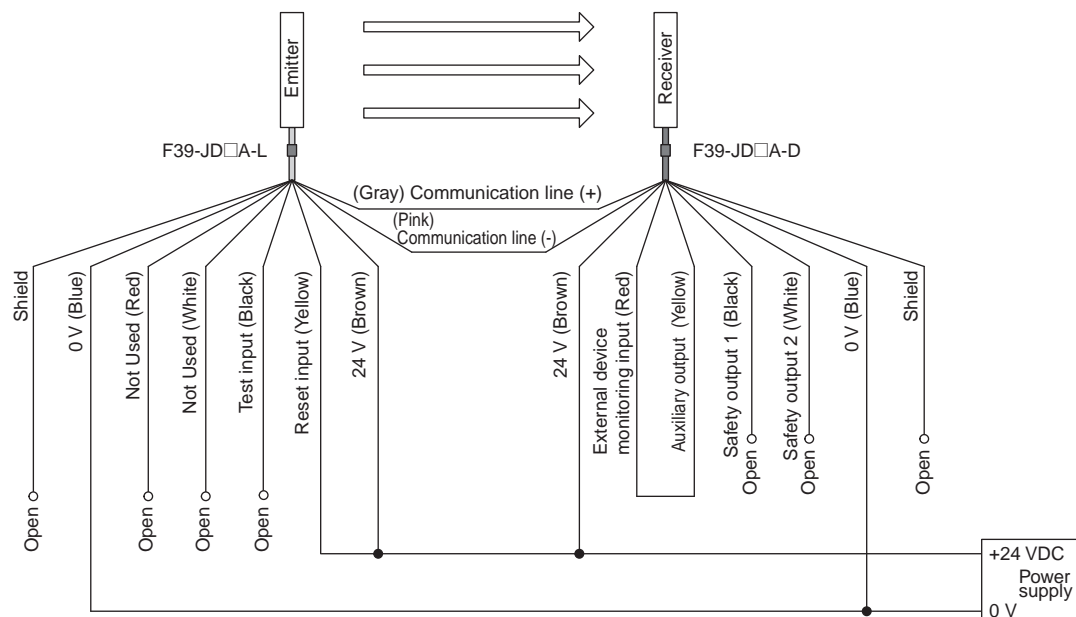 Emitter
Receiver
F39-JD□A-L
F39-JD□A-D
(Gray) Communication line (+)
(Pink)
Communication line (-)
Shield
0 V (Blue)
Not Used (Red)
Not Used (White)
Test input (Black)
Reset input (Yellow)
24 V (Brown)
24 V (Brown)
External device
monitoring input (Red)
Auxiliary output (Yellow)
Safety output 1 (Black)
Safety output 2 (White)
0 V (Blue)
Shield
Open
Open
Open
Open
Open
Open
Open
+24 VDC
Power
supply
0 V